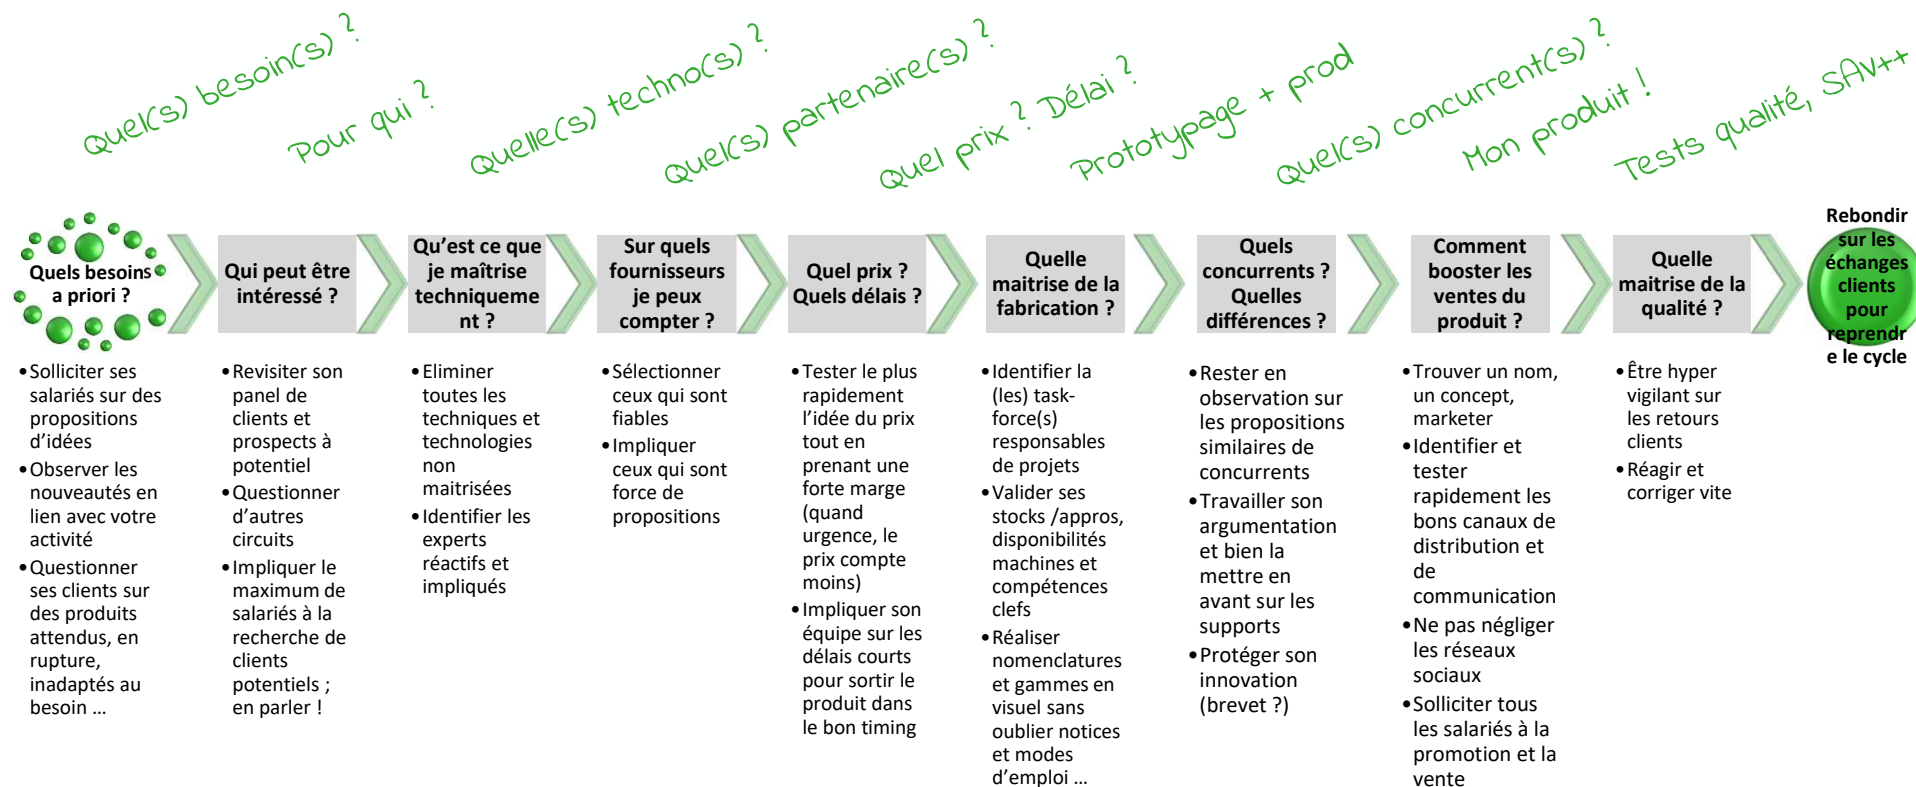 Quel(s) besoin(s) ?
Pour qui ?
Quelle(s) techno(s) ?
Quel(s) partenaire(s) ?
Quel prix ? Délai ?
Prototypage + prod
Quel(s) concurrent(s) ?
Mon produit !
Tests qualité, SAV++
Quels besoins
a priori ?
Qui peut être
intéressé ?
Qu’est ce que
je maîtrise
techniqueme
nt ?
Sur quels
fournisseurs
je peux
compter ?
Quel prix ?
Quels délais ?
Quelle
maitrise de la
fabrication ?
Quels
concurrents ?
Quelles
différences ?
Comment
booster les
ventes du
produit ?
Quelle
maitrise de la
qualité ?
Rebondir
sur les
échanges
clients
pour
reprendr
e le cycle
•Solliciter ses
salariés sur des
propositions
d’idées
•Observer les
nouveautés en
lien avec votre
activité
•Questionner
ses clients sur
des produits
attendus, en
rupture,
inadaptés au
besoin …
•Revisiter son
panel de
clients et
prospects à
potentiel
•Questionner
d’autres
circuits
•Impliquer le
maximum de
salariés à la
recherche de
clients
potentiels ;
en parler !
•Eliminer
toutes les
techniques et
technologies
non
maitrisées
•Identifier les
experts
réactifs et
impliqués
•Sélectionner
ceux qui sont
fiables
•Impliquer
ceux qui sont
force de
propositions
•Tester le plus
rapidement
l’idée du prix
tout en
prenant une
forte marge
(quand
urgence, le
prix compte
moins)
•Impliquer son
équipe sur les
délais courts
pour sortir le
produit dans
le bon timing
•Identifier la
(les) task-
force(s)
responsables
de projets
•Valider ses
stocks /appros,
disponibilités
machines et
compétences
clefs
•Réaliser
nomenclatures
et gammes en
visuel sans
oublier notices
et modes
d’emploi …
•Rester en
observation sur
les propositions
similaires de
concurrents
•Travailler son
argumentation
et bien la
mettre en
avant sur les
supports
•Protéger son
innovation
(brevet ?)
•Trouver un nom,
un concept,
marketer
•Identifier et
tester
rapidement les
bons canaux de
distribution et
de
communication
•Ne pas négliger
les réseaux
sociaux
•Solliciter tous
les salariés à la
promotion et la
vente
•Être hyper
vigilant sur
les retours
clients
•Réagir et
corriger vite